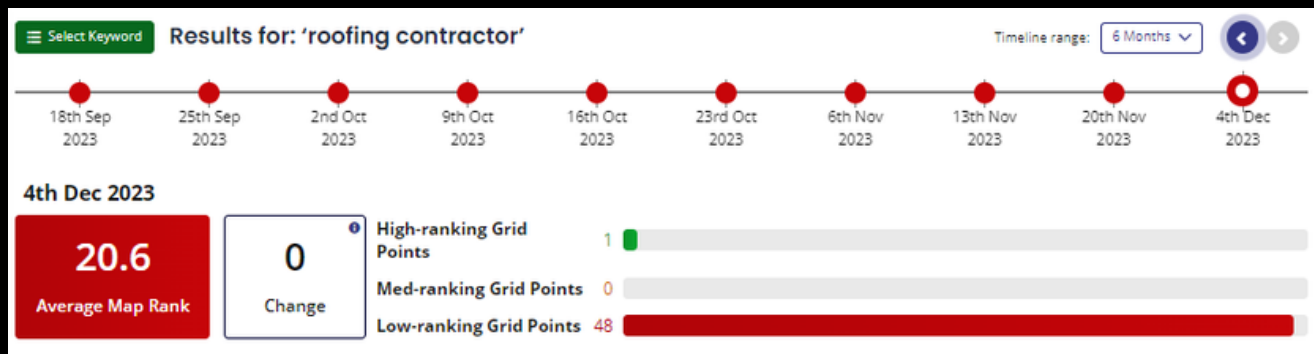 Select Keyword
Results for: ‘roofing contractor’
Timeline range:
6 Months
18th Sep
2023
25th Sep
2023
2nd Oct
2023
9th Oct
2023
16th Oct
2023
23rd Oct
2023
6th Nov
2023
13th Nov
2023
20th Nov
2023
4th Dec
2023
4th Dec 2023
20.6
Average Map Rank
0
Change
High-ranking Grid
Points
1
Med-ranking Grid Points
0
Low-ranking Grid Points
48